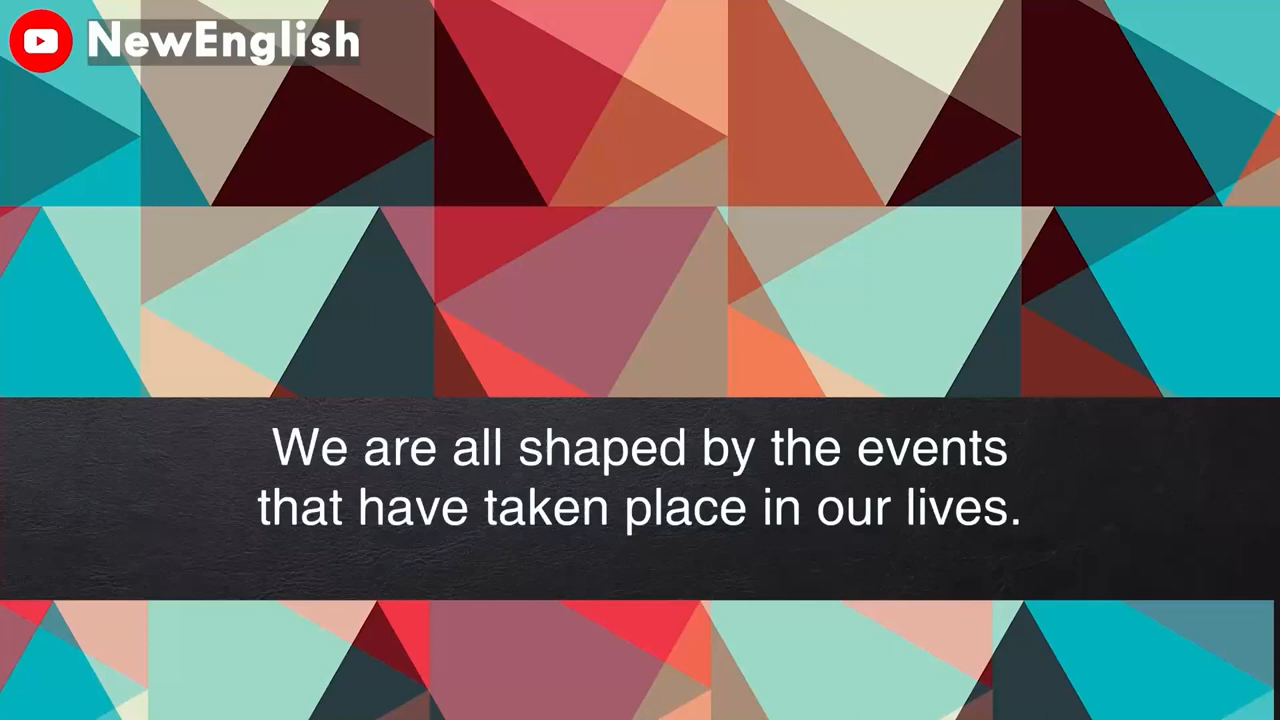 NewEnglish
We are all shaped by the events
that have taken place in our lives.